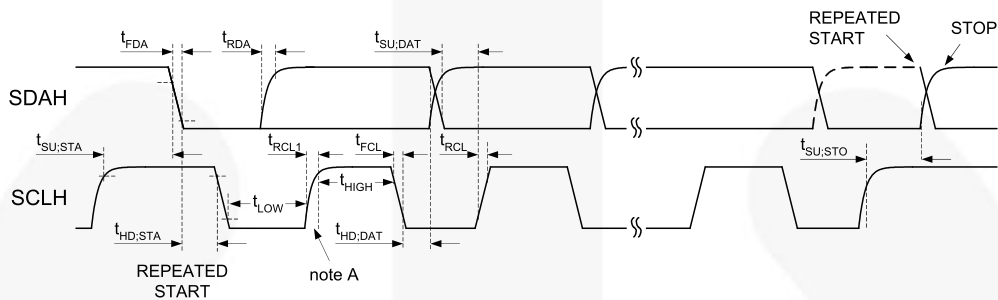 REPEATED
START
STOP
tFDA
tRDA
tSU;DAT
SDAH
tSU;STA
tRCL1
tFCL
tRCL
tSU;STO
tHIGH
SCLH
tLOW
tHD;STA
tHD;DAT
REPEATED
START
note A